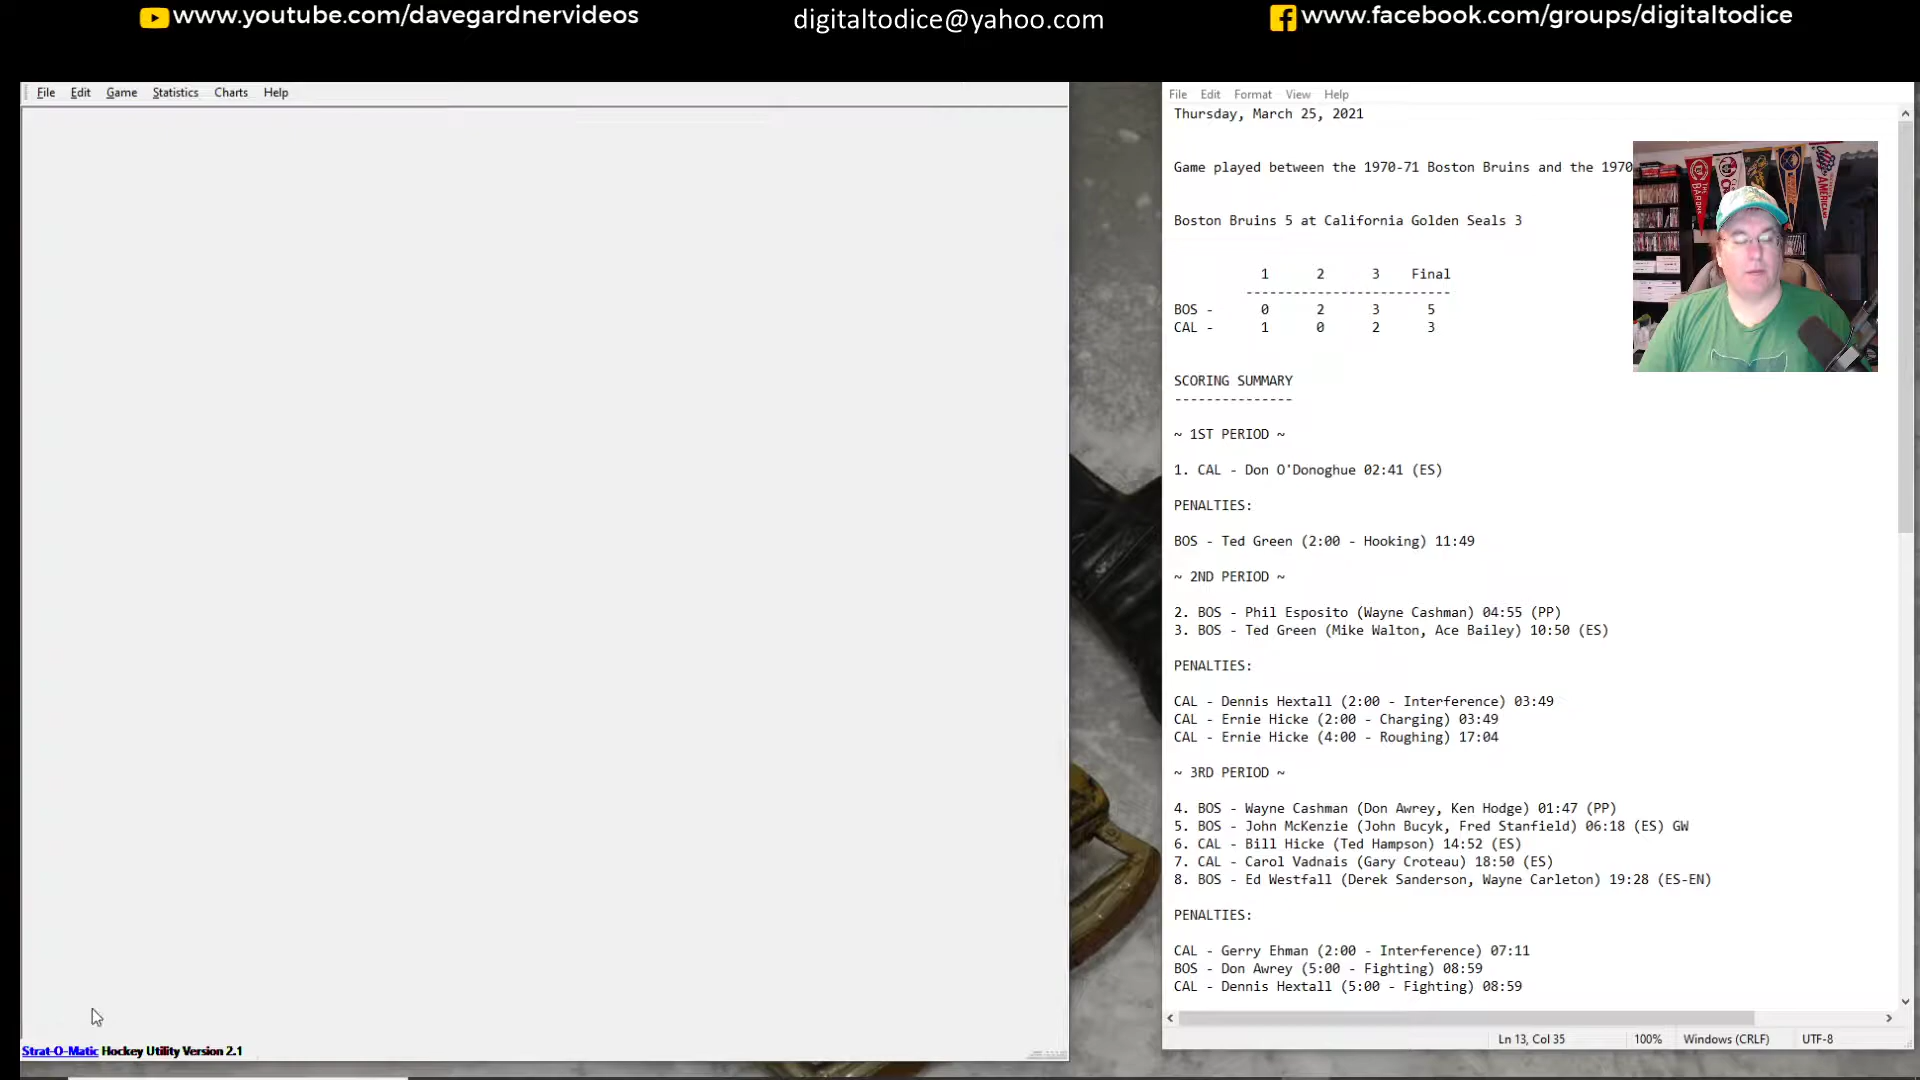 www.youtube.com/davegardnervideos
digitaltodice@yahoo.com
www.facebook.com/groups/digitaltodice
File Edit Game Statistics Charts Help
File Edit Format View Help
Thursday, March 25, 2021
Game played between the 1970-71 Boston Bruins and the 1970
Boston Bruins 5 at California Golden Seals 3
1 2 3 Final
-------------------------
BOS - 0 2 3 5
CAL - 1 0 2 3
SCORING SUMMARY
---------------
~ 1ST PERIOD ~
1. CAL - Don O'Donoghue 02:41 (ES)
PENALTIES:
BOS - Ted Green (2:00 - Hooking) 11:49
~ 2ND PERIOD ~
2. BOS - Phil Esposito (Wayne Cashman) 04:55 (PP)
3. BOS - Ted Green (Mike Walton, Ace Bailey) 10:50 (ES)
PENALTIES:
CAL - Dennis Hextall (2:00 - Interference) 03:49
CAL - Ernie Hicke (2:00 - Charging) 03:49
CAL - Ernie Hicke (4:00 - Roughing) 17:04
~ 3RD PERIOD ~
4. BOS - Wayne Cashman (Don Awrey, Ken Hodge) 01:47 (PP)
5. BOS - John McKenzie (John Bucyk, Fred Stanfield) 06:18 (ES) GW
6. CAL - Bill Hicke (Ted Hampson) 14:52 (ES)
7. CAL - Carol Vadnais (Gary Croteau) 18:50 (ES)
8. BOS - Ed Westfall (Derek Sanderson, Wayne Carleton) 19:28 (ES-EN)
PENALTIES:
CAL - Gerry Ehman (2:00 - Interference) 07:11
BOS - Don Awrey (5:00 - Fighting) 08:59
CAL - Dennis Hextall (5:00 - Fighting) 08:59
Ln 13, Col 35 100% Windows (CRLF) UTF-8
Strat-O-Matic Hockey Utility Version 2.1
AMERICANS